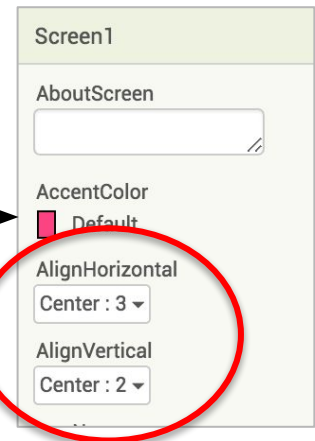 Screen1
AboutScreen
AccentColor
Default
AlignHorizontal
Center : 3
AlignVertical
Center : 2